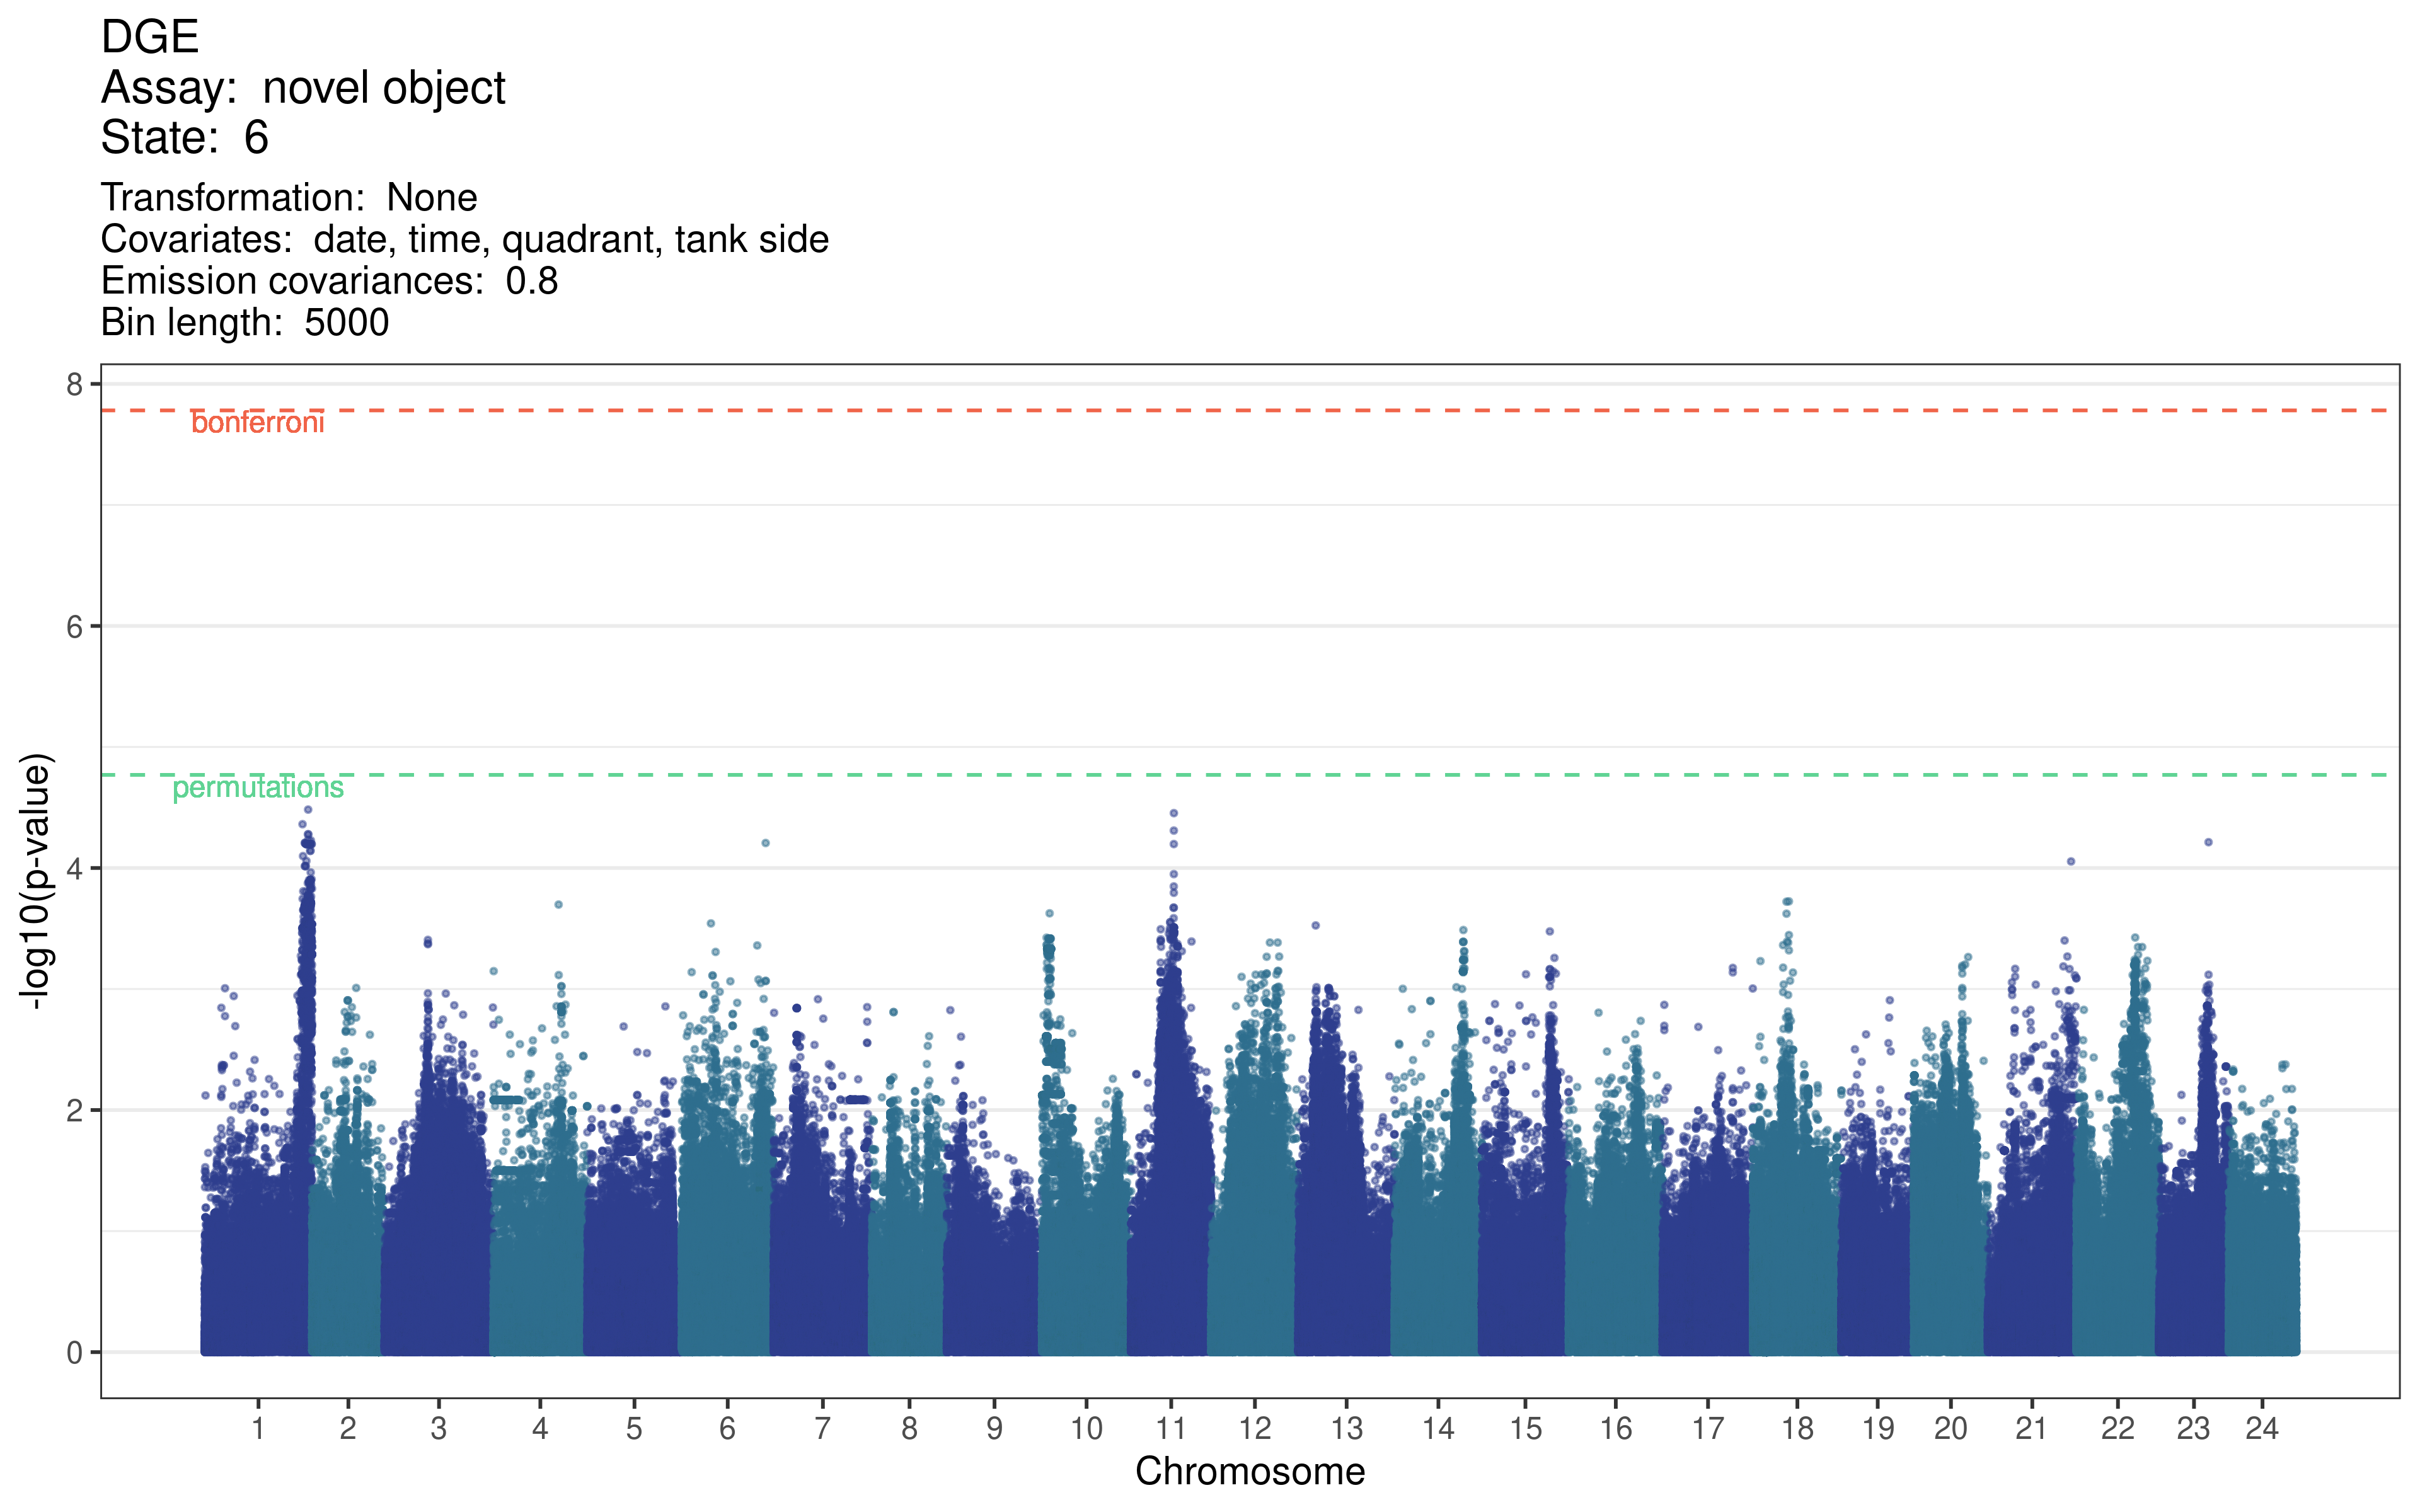 DGE
Assay:  novel object
State:  6
Transformation:  None
Covariates:  date, time, quadrant, tank side
Emission covariances:  0.8
Bin length:  5000
8
bonferroni
6
permutations
4
2
0
-log10(p-value)
1 2 3 4 5 6 7 8 9 10 11 12 13 14 15 16 17 18 19 20 21 22 23 24
Chromosome